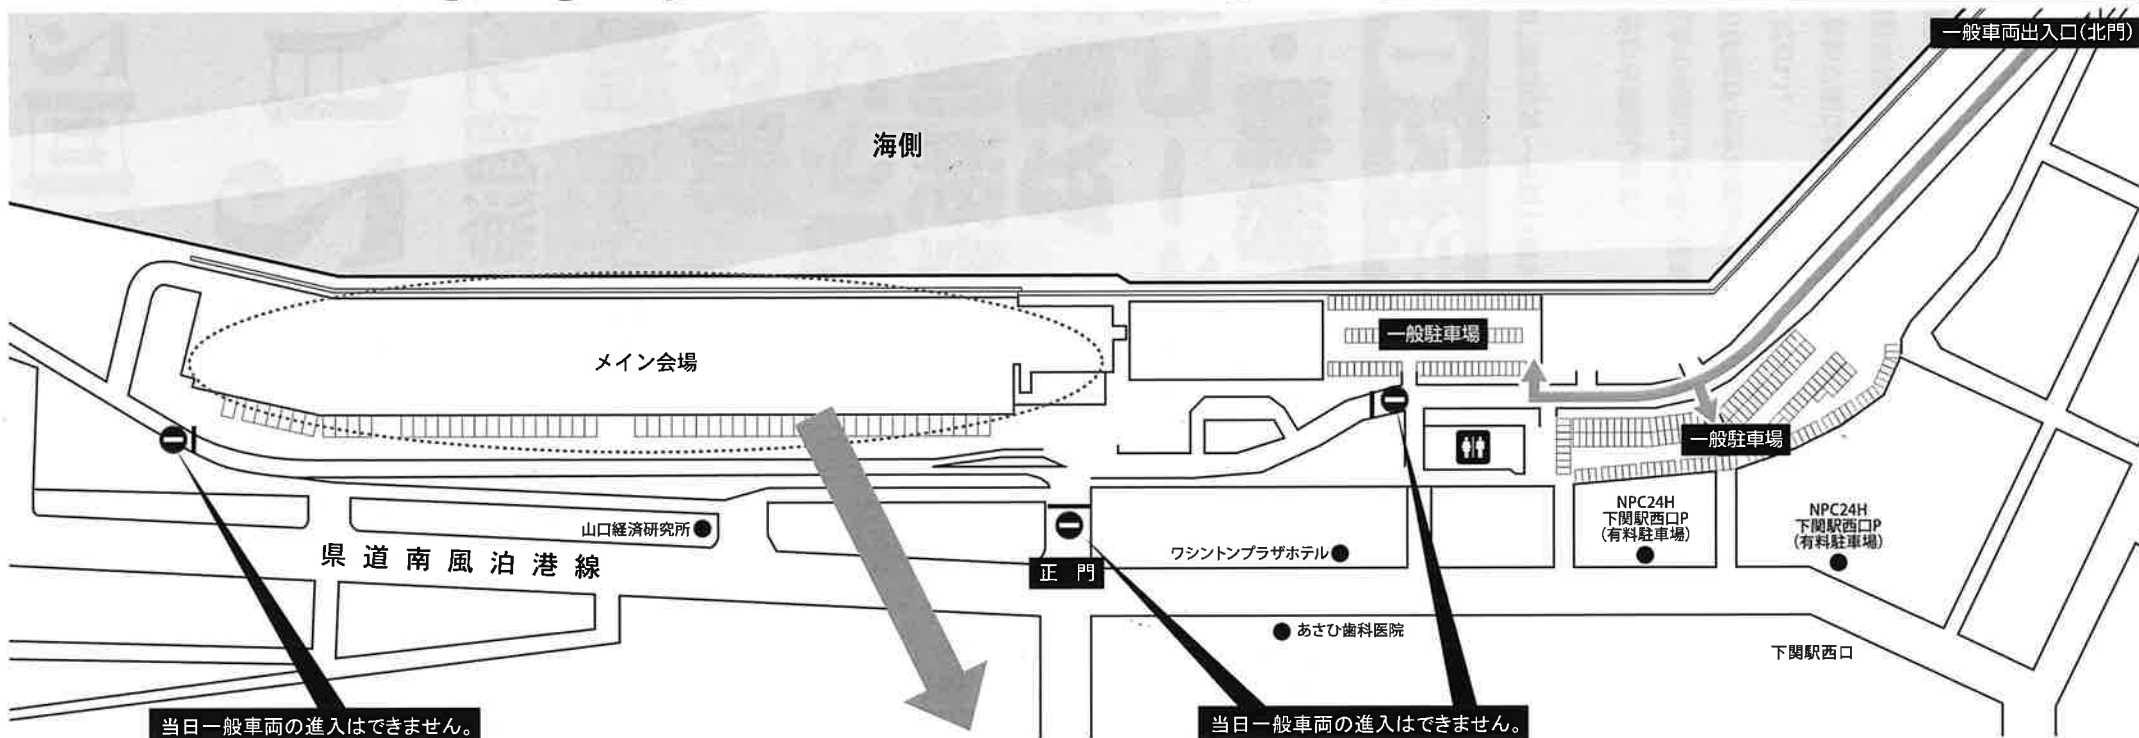 一般車両出入口(北門)
海側
メイン会場
一般駐車場
一般駐車場
山口経済研究所
県道南風泊港線
正 門
ワシントンプラザホテル
NPC24H
下関駅西口P
(有料駐車場)
NPC24H
下関駅西口P
(有料駐車場)
あさひ歯科医院
下関駅西口
当日一般車両の進入はできません。
当日一般車両の進入はできません。